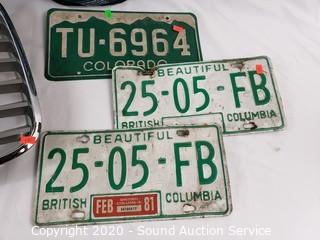 TU-6964
COLORADO
BEAUTIFUL
25-05-FB
BRITISH COLUMBIA
BEAUTIFUL
25-05-FB
BRITISH FEB 81 COLUMBIA
Copyright 2020 - Sound Auction Service